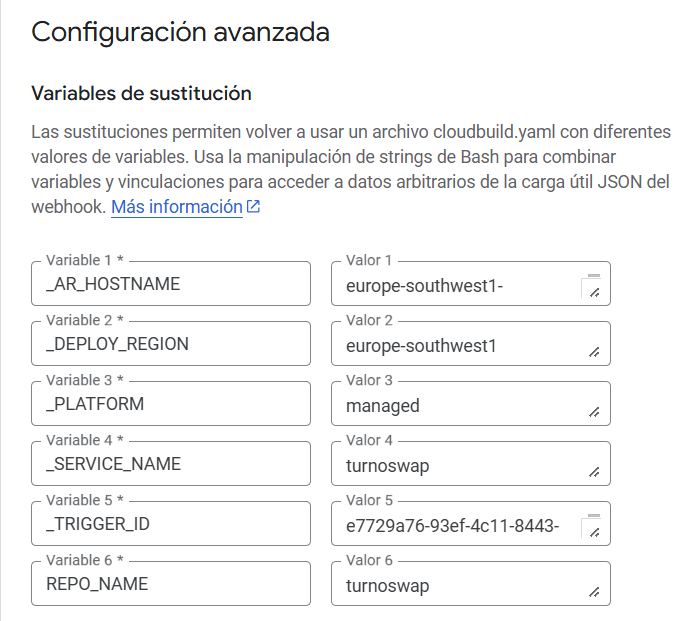 Configuración avanzada
Variables de sustitución
Las sustituciones permiten volver a usar un archivo cloudbuild.yaml con diferentes
valores de variables. Usa la manipulación de strings de Bash para combinar
variables y vinculaciones para acceder a datos arbitrarios de la carga útil JSON del
webhook. Más información
Variable 1 *
_AR_HOSTNAME
Valor 1
europe-southwest1-
Variable 2 *
_DEPLOY_REGION
Valor 2
europe-southwest1
Variable 3 *
_PLATFORM
Valor 3
managed
Variable 4 *
_SERVICE_NAME
Valor 4
turnoswap
Variable 5 *
_TRIGGER_ID
Valor 5
e7729a76-93ef-4c11-8443-
Variable 6 *
REPO_NAME
Valor 6
turnoswap